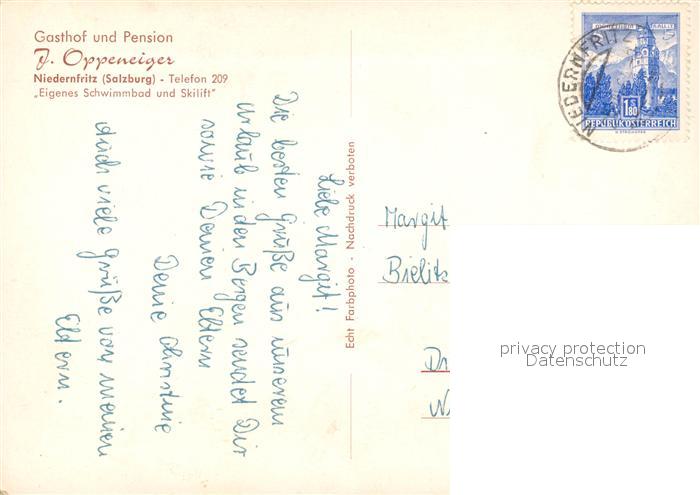 Gasthof und Pension
J. Oppeneiger
Niedernfritz (Salzburg) - Telefon 209
„Eigenes Schwimmbad und Skilift"
Liebe Margit!
Die besten Grüße aus unserem
Urlaub in den Bergen sendet Dir
sowie Deinen Eltern
Deine Christine
Auch viele Grüße von meinen
Eltern.
Echt Farbphoto - Nachdruck verboten
NIEDERNFRITZ
1.80
REPUBLIK ÖSTERREICH
Margit
Bielitz
privacy protection
Datenschutz